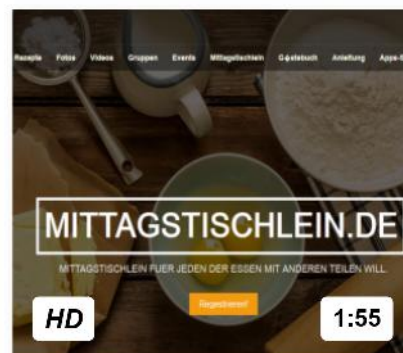 Rezepte Fotos Videos Gruppen Events Mittagstischlein Gästebuch Anleitung Apps-
MITTAGSTISCHLEIN.DE
MITTAGSTISCHLEIN FUER JEDEN DER ESSEN MIT ANDEREN TEILEN WILL.
Registrieren!
HD 1:55